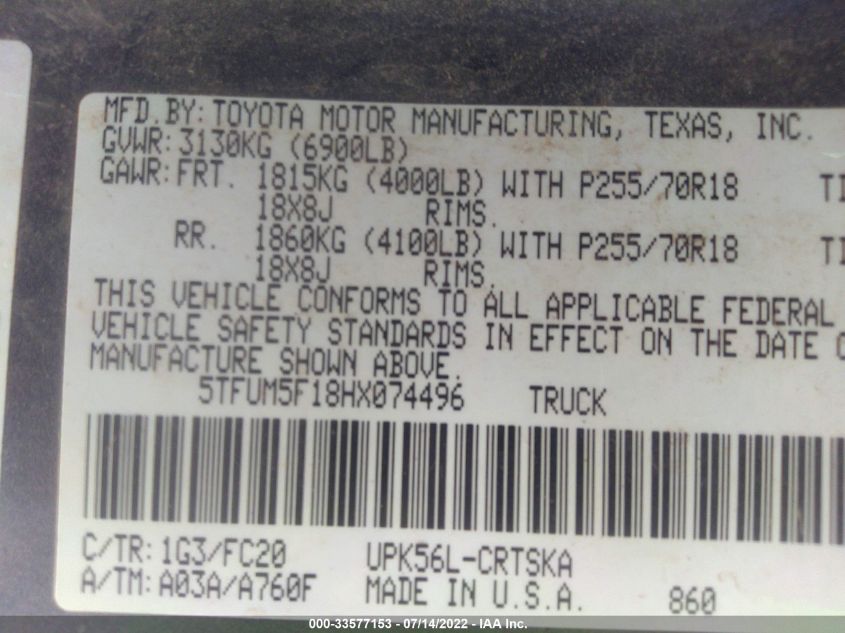 MFD.BY: TOYOTA MOTOR MANUFACTURING, TEXAS, INC.
GVWR: 3130KG (6900LB)
GAWR: FRT. 1815KG (4000LB) WITH P255/70R18
18X8J RIMS.
RR. 1860KG (4100LB) WITH P255/70R18
18X8J RIMS.
THIS VEHICLE CONFORMS TO ALL APPLICABLE FEDERAL
VEHICLE SAFETY STANDARDS IN EFFECT ON THE DATE
MANUFACTURE SHOWN ABOVE.
5TFUM5F18HX074496 TRUCK
C/TR: 1G3/FC20 UPK56L-CRTSKA
A/TM: A03A/A760F MADE IN U.S.A. 860
000-33577153 - 07/14/2022 - IAA Inc.